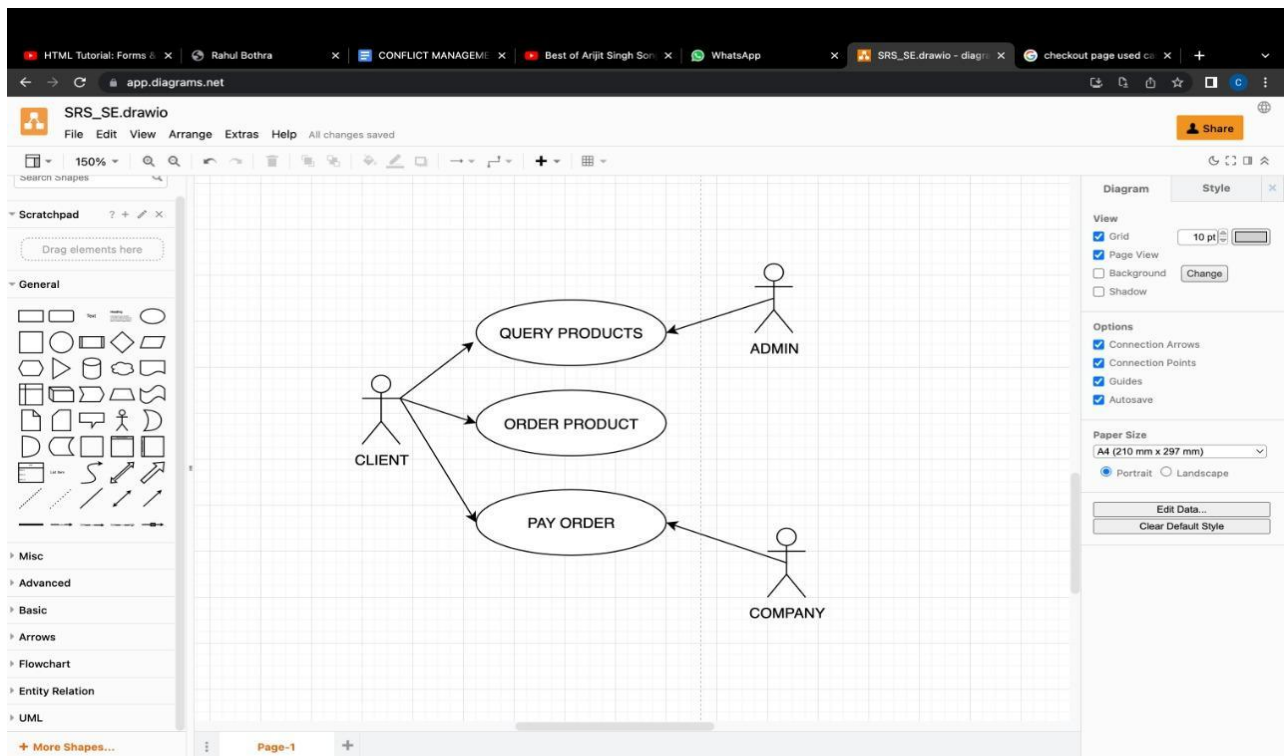 HTML Tutorial: Forms &
Rahul Bothra
CONFLICT MANAGEME
Best of Arijit Singh Son
WhatsApp
SRS_SE.drawio - diagr
checkout page used ca
app.diagrams.net
C
SRS_SE.drawio
File Edit View Arrange Extras Help All changes saved
Share
150%
Search Shapes
Scratchpad
Drag elements here
General
Text
Misc
Advanced
Basic
Arrows
Flowchart
Entity Relation
UML
+ More Shapes...
QUERY PRODUCTS
ADMIN
ORDER PRODUCT
CLIENT
PAY ORDER
COMPANY
Page-1
Diagram Style
View
Grid 10 pt
Page View
Background Change
Shadow
Options
Connection Arrows
Connection Points
Guides
Autosave
Paper Size
A4 (210 mm x 297 mm)
Portrait Landscape
Edit Data...
Clear Default Style